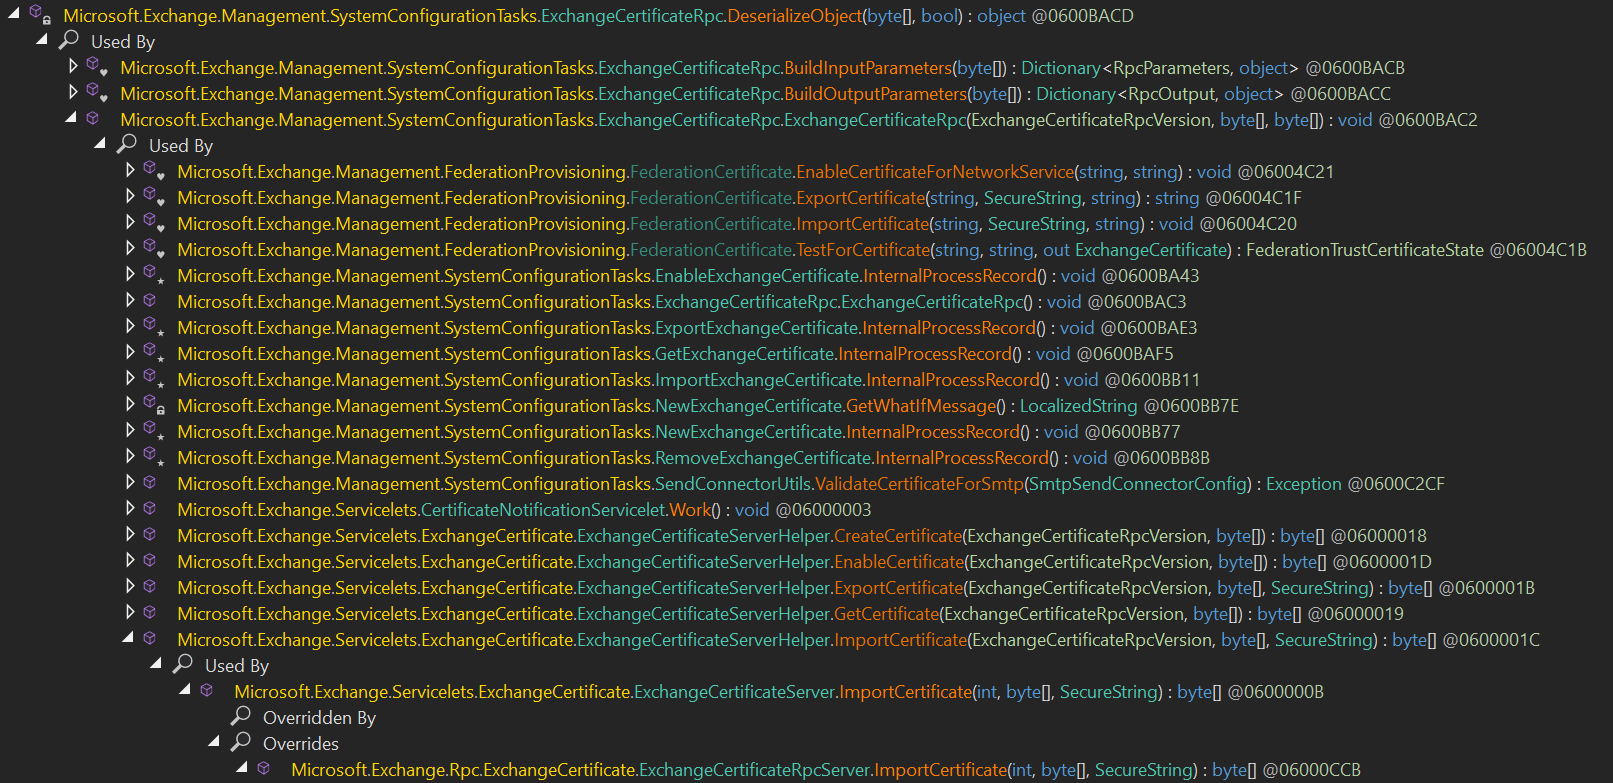 Microsoft.Exchange.Management.SystemConfigurationTasks.ExchangeCertificateRpc.DeserializeObject(byte[], bool) : object @0600BACD
Used By
Microsoft.Exchange.Management.SystemConfigurationTasks.ExchangeCertificateRpc.BuildInputParameters(byte[]) : Dictionary<RpcParameters, object> @0600BACB
Microsoft.Exchange.Management.SystemConfigurationTasks.ExchangeCertificateRpc.BuildOutputParameters(byte[]) : Dictionary<RpcOutput, object> @0600BACC
Microsoft.Exchange.Management.SystemConfigurationTasks.ExchangeCertificateRpc.ExchangeCertificateRpc(ExchangeCertificateRpcVersion, byte[], byte[]) : void @0600BAC2
Used By
Microsoft.Exchange.Management.FederationProvisioning.FederationCertificate.EnableCertificateForNetworkService(string, string) : void @06004C21
Microsoft.Exchange.Management.FederationProvisioning.FederationCertificate.ExportCertificate(string, SecureString, string) : string @06004C1F
Microsoft.Exchange.Management.FederationProvisioning.FederationCertificate.ImportCertificate(string, SecureString, string) : void @06004C20
Microsoft.Exchange.Management.FederationProvisioning.FederationCertificate.TestForCertificate(string, string, out ExchangeCertificate) : FederationTrustCertificateState @06004C1B
Microsoft.Exchange.Management.SystemConfigurationTasks.EnableExchangeCertificate.InternalProcessRecord() : void @0600BA43
Microsoft.Exchange.Management.SystemConfigurationTasks.ExchangeCertificateRpc.ExchangeCertificateRpc() : void @0600BAC3
Microsoft.Exchange.Management.SystemConfigurationTasks.ExportExchangeCertificate.InternalProcessRecord() : void @0600BAE3
Microsoft.Exchange.Management.SystemConfigurationTasks.GetExchangeCertificate.InternalProcessRecord() : void @0600BAF5
Microsoft.Exchange.Management.SystemConfigurationTasks.ImportExchangeCertificate.InternalProcessRecord() : void @0600BB11
Microsoft.Exchange.Management.SystemConfigurationTasks.NewExchangeCertificate.GetWhatIfMessage() : LocalizedString @0600BB7E
Microsoft.Exchange.Management.SystemConfigurationTasks.NewExchangeCertificate.InternalProcessRecord() : void @0600BB77
Microsoft.Exchange.Management.SystemConfigurationTasks.RemoveExchangeCertificate.InternalProcessRecord() : void @0600BB8B
Microsoft.Exchange.Management.SystemConfigurationTasks.SendConnectorUtils.ValidateCertificateForSmtp(SmtpSendConnectorConfig) : Exception @0600C2CF
Microsoft.Exchange.Servicelets.CertificateNotificationServicelet.Work() : void @06000003
Microsoft.Exchange.Servicelets.ExchangeCertificate.ExchangeCertificateServerHelper.CreateCertificate(ExchangeCertificateRpcVersion, byte[]) : byte[] @06000018
Microsoft.Exchange.Servicelets.ExchangeCertificate.ExchangeCertificateServerHelper.EnableCertificate(ExchangeCertificateRpcVersion, byte[]) : byte[] @0600001D
Microsoft.Exchange.Servicelets.ExchangeCertificate.ExchangeCertificateServerHelper.ExportCertificate(ExchangeCertificateRpcVersion, byte[], SecureString) : byte[] @0600001B
Microsoft.Exchange.Servicelets.ExchangeCertificate.ExchangeCertificateServerHelper.GetCertificate(ExchangeCertificateRpcVersion, byte[]) : byte[] @06000019
Microsoft.Exchange.Servicelets.ExchangeCertificate.ExchangeCertificateServerHelper.ImportCertificate(ExchangeCertificateRpcVersion, byte[], SecureString) : byte[] @0600001C
Used By
Microsoft.Exchange.Servicelets.ExchangeCertificate.ExchangeCertificateServer.ImportCertificate(int, byte[], SecureString) : byte[] @0600000B
Overridden By
Overrides
Microsoft.Exchange.Rpc.ExchangeCertificate.ExchangeCertificateRpcServer.ImportCertificate(int, byte[], SecureString) : byte[] @06000CCB